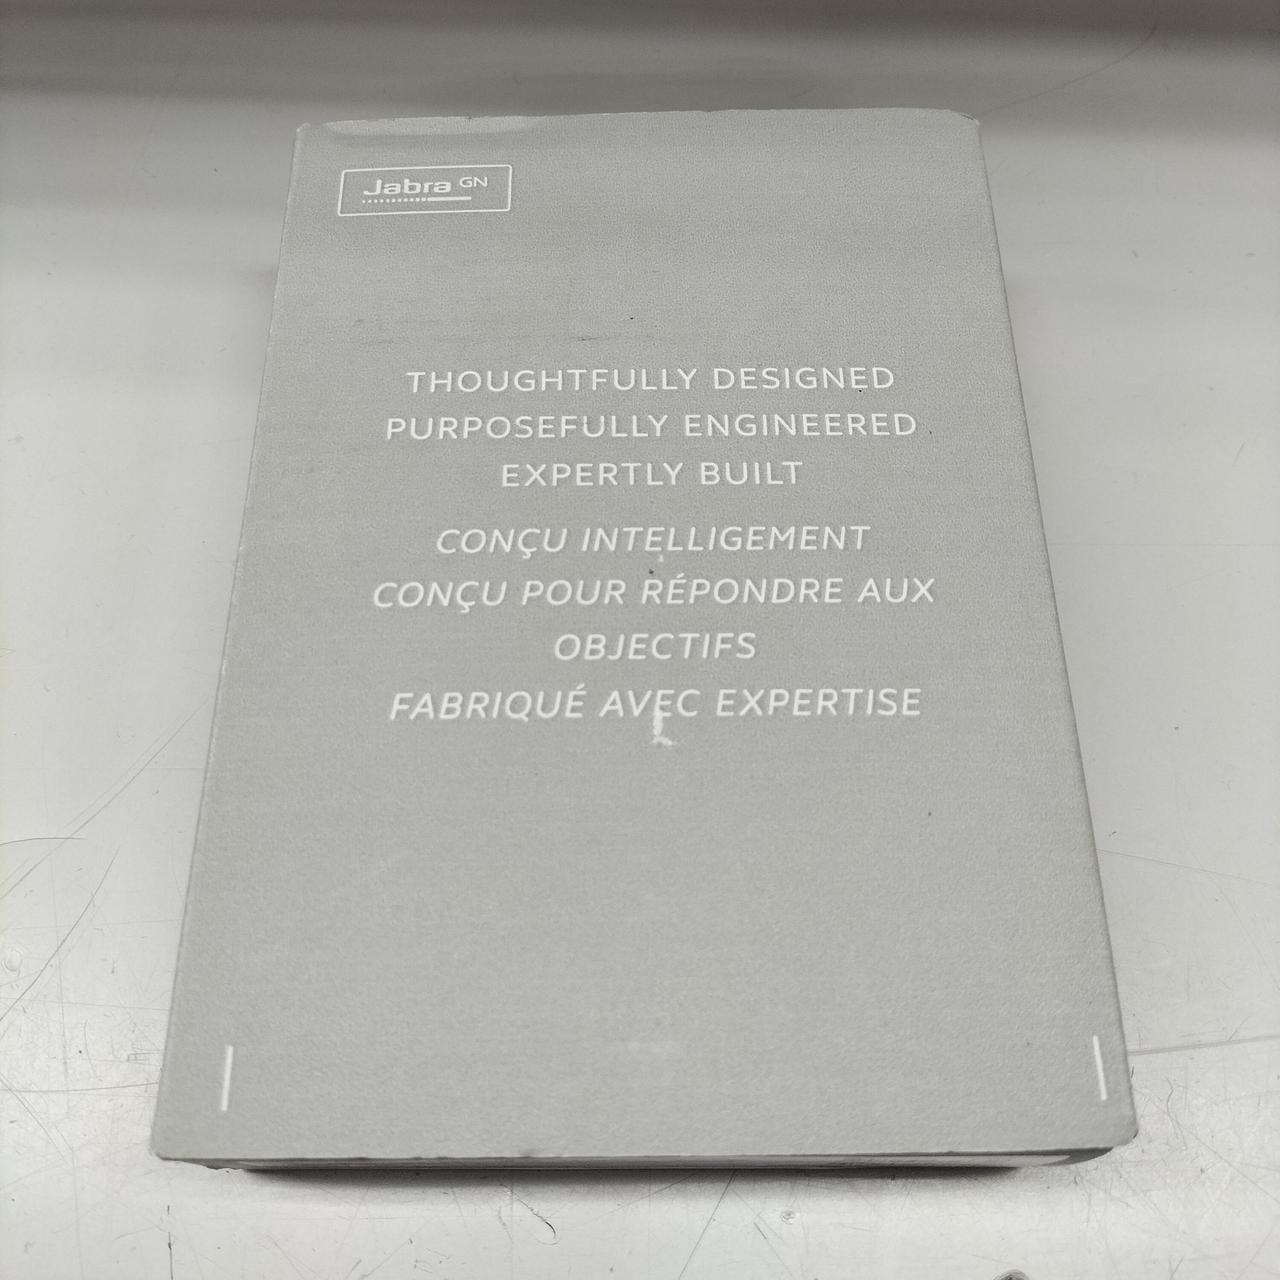 Jabra GN
THOUGHTFULLY DESIGNED
PURPOSEFULLY ENGINEERED
EXPERTLY BUILT
CONÇU INTELLIGEMENT
CONÇU POUR RÉPONDRE AUX
OBJECTIFS
FABRIQUÉ AVEC EXPERTISE